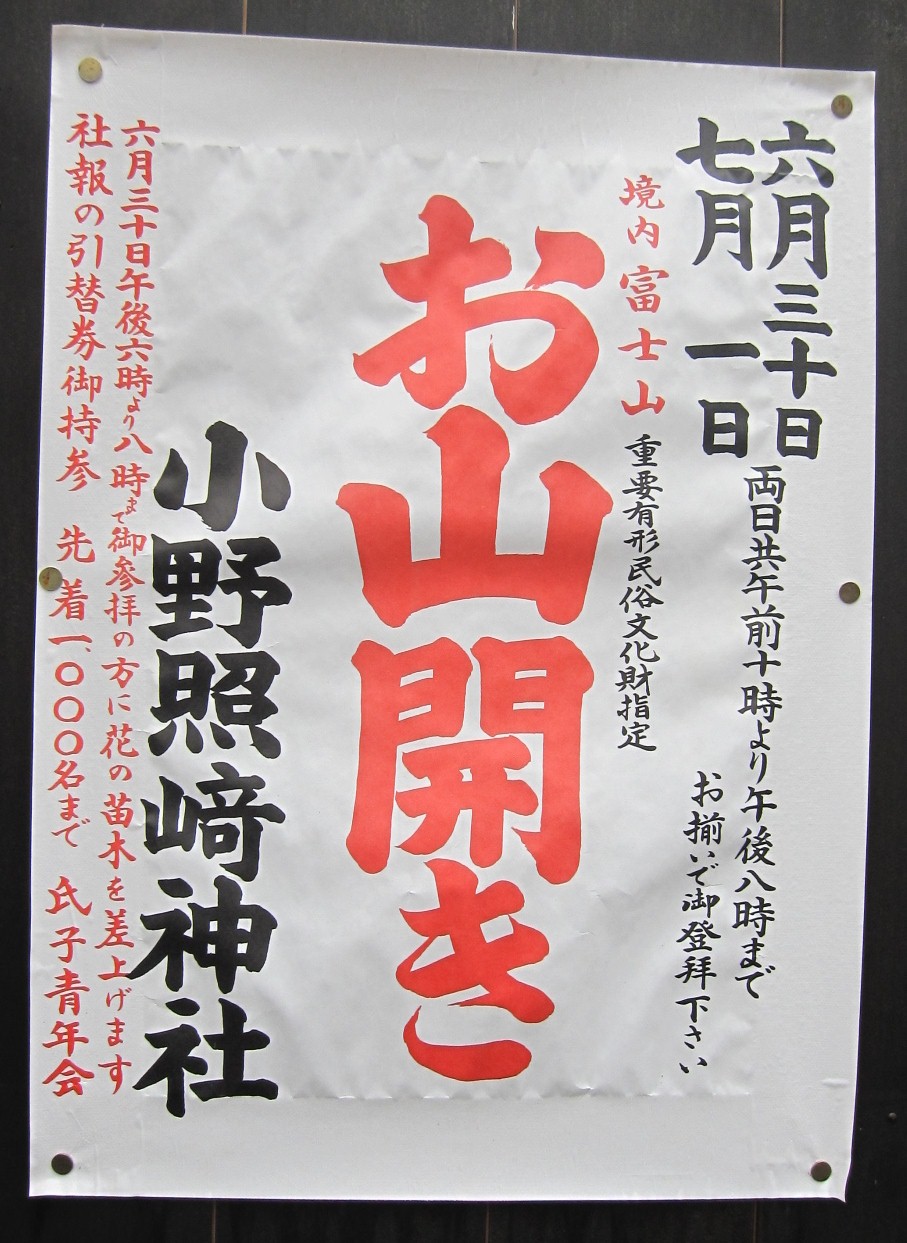 六月三十日
七月一日
両日共午前十時より午後八時まで
お揃いで御登拝下さい
境内富士山 重要有形民俗文化財指定
お山開き
小野照﨑神社
六月三十日午後六時より八時まで御参拝の方に花の苗木を差上げます
社報の引替券御持参 先着一、〇〇〇名まで 氏子青年会